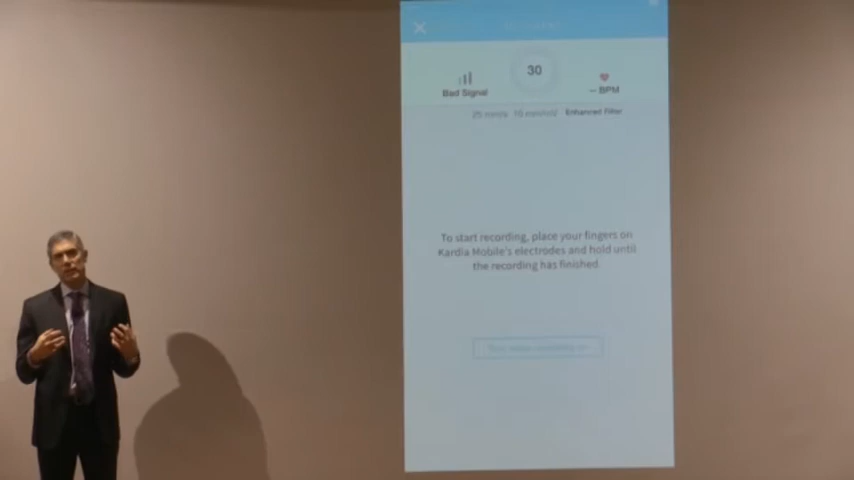 30
Bad Signal
-- BPM
25 mm/s 10 mm/mV Enhanced Filter
To start recording, place your fingers on
Kardia Mobile's electrodes and hold until
the recording has finished.